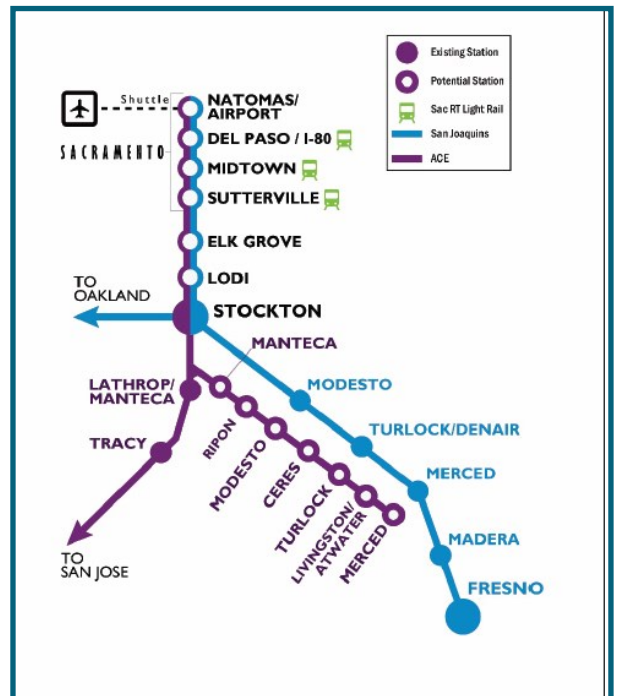 Existing Station
Potential Station
Sac RT Light Rail
San Joaquins
ACE
Shuttle
NATOMAS/
AIRPORT
DEL PASO / I-80
SACRAMENTO
MIDTOWN
SUTTERVILLE
ELK GROVE
LODI
TO
OAKLAND
STOCKTON
MANTECA
LATHROP/
MANTECA
MODESTO
TRACY
RIPON
MODESTO
CERES
TURLOCK
LIVINGSTON/
ATWATER
MERCED
TURLOCK/DENAIR
MERCED
MADERA
FRESNO
TO
SAN JOSE